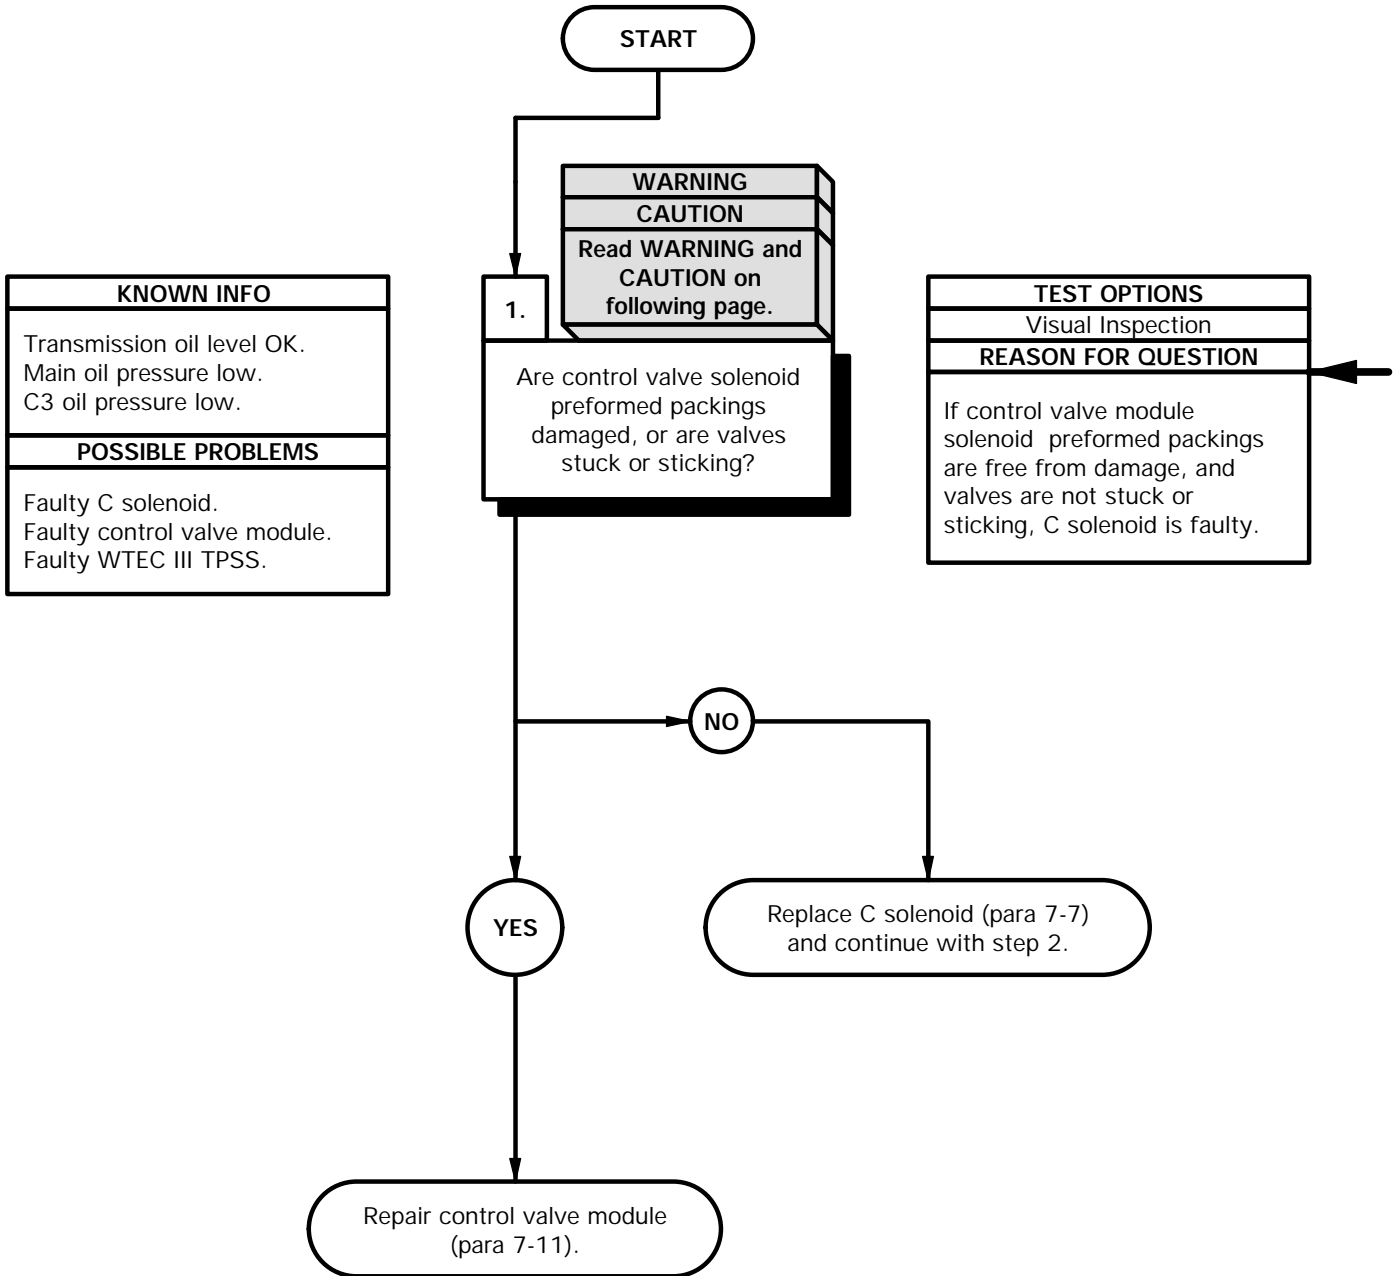 START
WARNING
CAUTION
Read WARNING and
CAUTION on
following page.
KNOWN INFO
Transmission oil level OK.
Main oil pressure low.
C3 oil pressure low.
POSSIBLE PROBLEMS
Faulty C solenoid.
Faulty control valve module.
Faulty WTEC III TPSS.
1.
Are control valve solenoid
preformed packings
damaged, or are valves
stuck or sticking?
TEST OPTIONS
Visual Inspection
REASON FOR QUESTION
If control valve module
solenoid preformed packings
are free from damage, and
valves are not stuck or
sticking, C solenoid is faulty.
NO
YES
Replace C solenoid (para 7-7)
and continue with step 2.
Repair control valve module
(para 7-11).